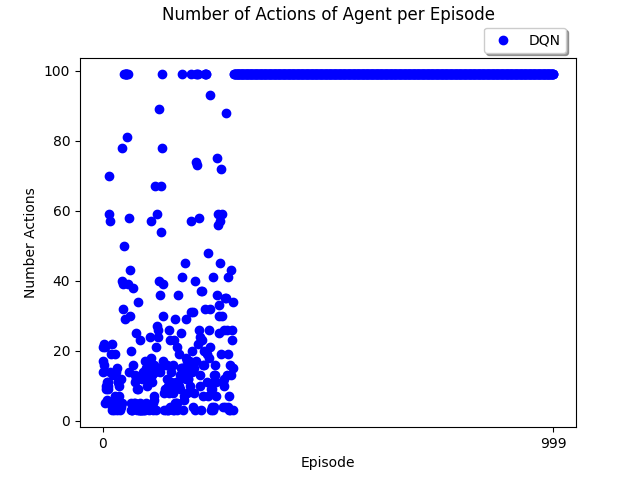 Number of Actions of Agent per Episode
DQN
100
80
60
40
20
0
Number Actions
0 999
Episode